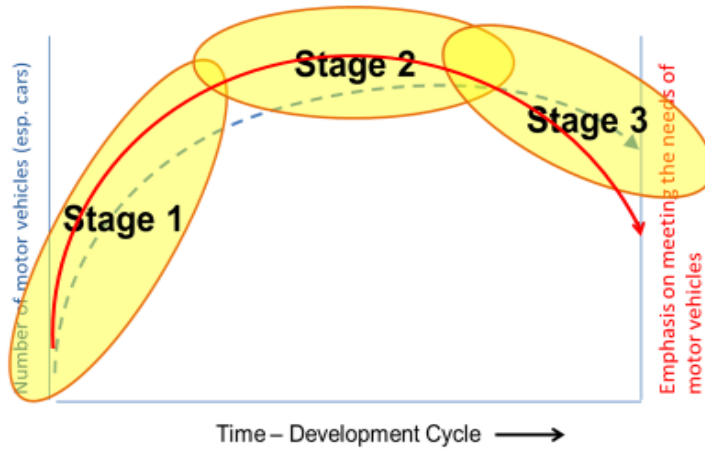 Number of motor vehicles (esp. cars)
Stage 1
Stage 2
Stage 3
Emphasis on meeting the needs of
motor vehicles
Time – Development Cycle